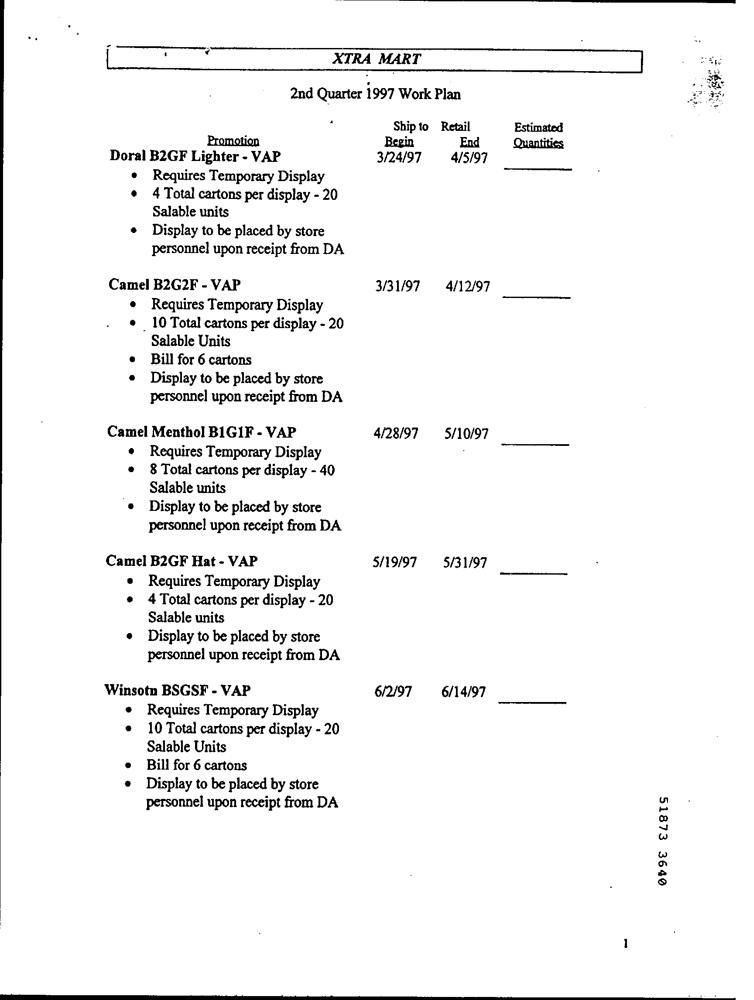 XTRA MART
2nd Quarter 1997 Work Plan
Ship to Retail Estimated
Promotion Begin End Quantities
Doral B2GF Lighter - VAP 3/24/97 4/5/97
• Requires Temporary Display
• 4 Total cartons per display - 20
Salable units
• Display to be placed by store
personnel upon receipt from DA
Camel B2G2F - VAP 3/31/97 4/12/97
• Requires Temporary Display
• 10 Total cartons per display - 20
Salable Units
• Bill for 6 cartons
• Display to be placed by store
personnel upon receipt from DA
Camel Menthol B1G1F - VAP 4/28/97 5/10/97
• Requires Temporary Display
• 8 Total cartons per display - 40
Salable units
• Display to be placed by store
personnel upon receipt from DA
Camel B2GF Hat - VAP 5/19/97 5/31/97
• Requires Temporary Display
• 4 Total cartons per display - 20
Salable units
• Display to be placed by store
personnel upon receipt from DA
Winsotn BSGSF - VAP 6/2/97 6/14/97
• Requires Temporary Display
• 10 Total cartons per display - 20
Salable Units
• Bill for 6 cartons
• Display to be placed by store
personnel upon receipt from DA
51873 3640
1